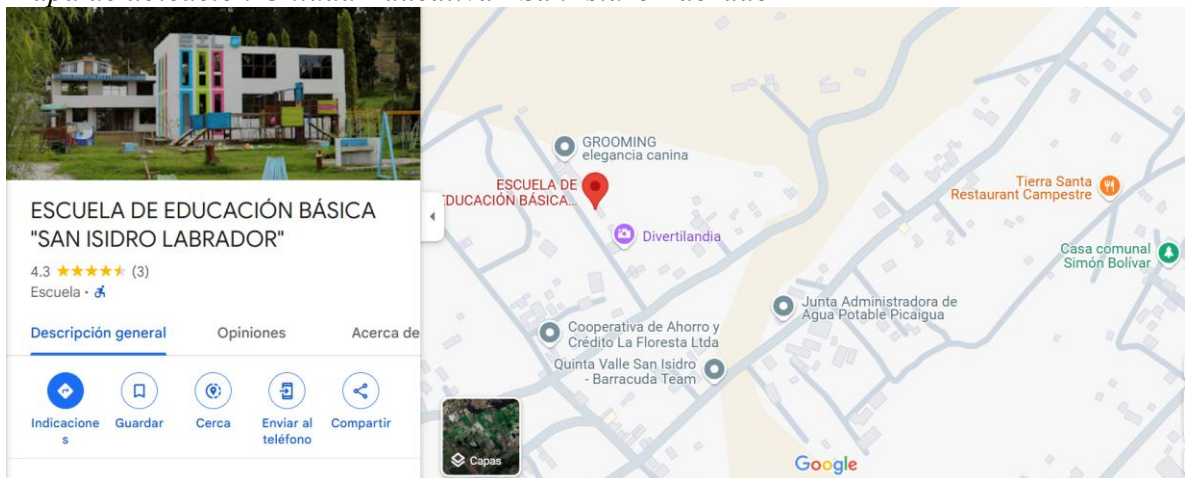 ESCUELA DE EDUCACIÓN BÁSICA
"SAN ISIDRO LABRADOR"
4.3
(3)
Escuela ·
Descripción general
Opiniones
Acerca de
Indicacione
s
Guardar
Cerca
Enviar al
teléfono
Compartir
GROOMING
elegancia canina
ESCUELA DE
EDUCACIÓN BÁSICA...
Divertilandia
Tierra Santa
Restaurant Campestre
Casa comunal
Simón Bolívar
Junta Administradora de
Agua Potable Picaigua
Cooperativa de Ahorro y
Crédito La Floresta Ltda
Quinta Valle San Isidro
- Barracuda Team
Capas
Google